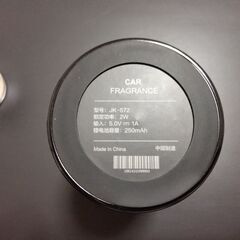 CAR
FRAGRANCE
型号: JK-572
额定功率: 2W
输入: 5.0V⎓1A
锂电池容量: 250mAh
Made In China
中国制造